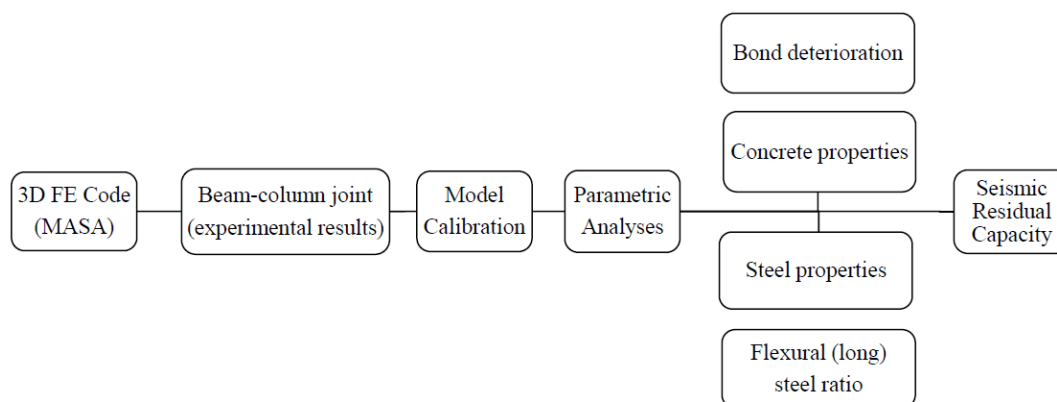 3D FE Code
(MASA)
Beam-column joint
(experimental results)
Model
Calibration
Parametric
Analyses
Bond deterioration
Concrete properties
Steel properties
Flexural (long)
steel ratio
Seismic
Residual
Capacity